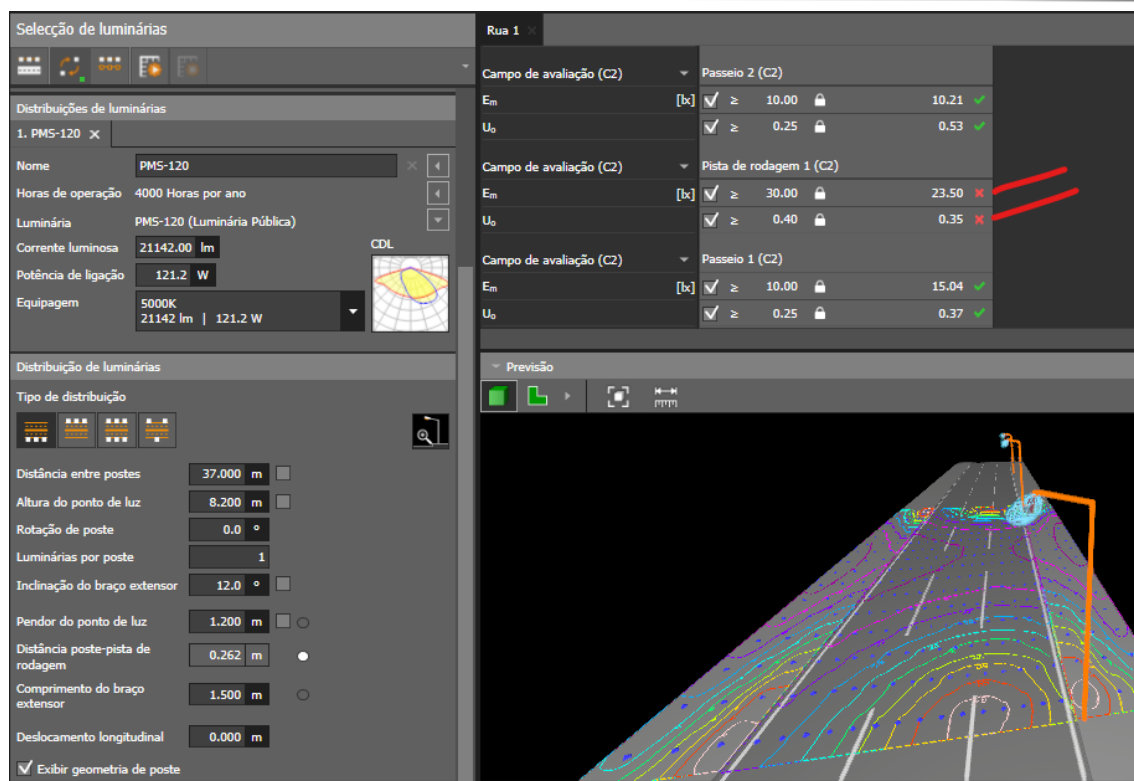 Selecção de luminárias
Distribuições de luminárias
1. PMS-120
Nome PMS-120
Horas de operação 4000 Horas por ano
Luminária PMS-120 (Luminária Pública)
Corrente luminosa 21142.00 lm CDL
Potência de ligação 121.2 W
Equipagem 5000K
21142 lm | 121.2 W
Distribuição de luminárias
Tipo de distribuição
Distância entre postes 37.000 m
Altura do ponto de luz 8.200 m
Rotação de poste 0.0 °
Luminárias por poste 1
Inclinação do braço extensor 12.0 °
Pendor do ponto de luz 1.200 m
Distância poste-pista de
rodagem 0.262 m
Comprimento do braço
extensor 1.500 m
Deslocamento longitudinal 0.000 m
Exibir geometria de poste
Rua 1
Campo de avaliação (C2) Passeio 2 (C2)
Em [lx] ≥ 10.00 10.21
Uo ≥ 0.25 0.53
Campo de avaliação (C2) Pista de rodagem 1 (C2)
Em [lx] ≥ 30.00 23.50
Uo ≥ 0.40 0.35
Campo de avaliação (C2) Passeio 1 (C2)
Em [lx] ≥ 10.00 15.04
Uo ≥ 0.25 0.37
Previsão